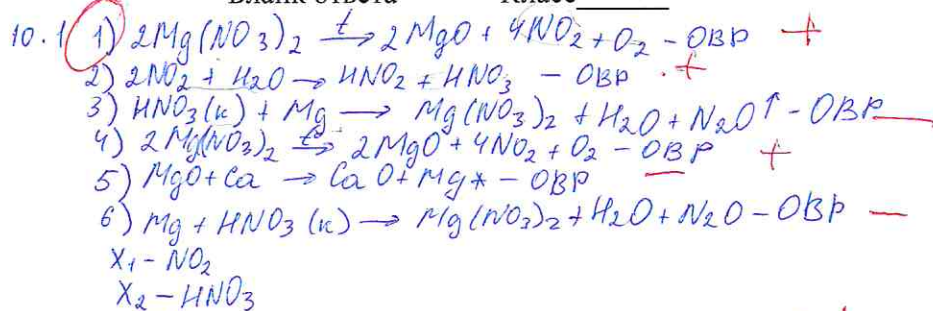 Бланк ответа Класс______
10.1 1) 2Mg(NO3)2 –t→ 2MgO + 4NO2 + O2 – ОВР +
2) 2NO2 + H2O → HNO2 + HNO3 – ОВР . +
3) HNO3(к) + Mg → Mg(NO3)2 + H2O + N2O↑ – ОВР —
4) 2Mg(NO3)2 –t°→ 2MgO + 4NO2 + O2 – ОВР +
5) MgO + Ca → CaO + Mg* – ОВР —
6) Mg + HNO3(к) → Mg(NO3)2 + H2O + N2O – ОВР —
X1 – NO2
X2 – HNO3